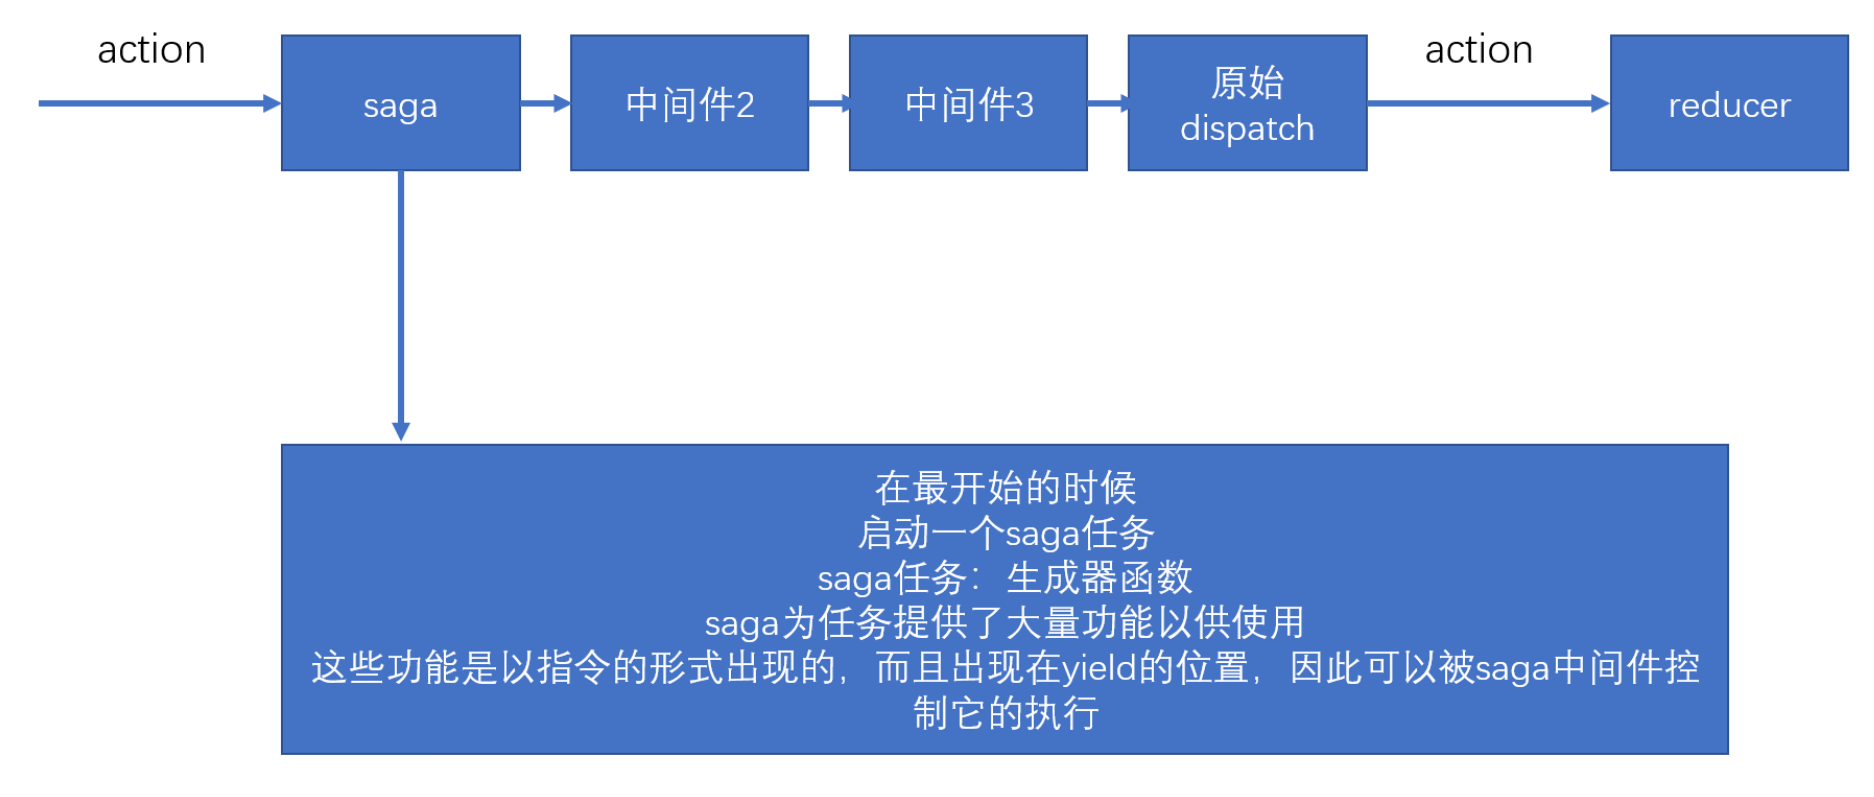 action
saga
中间件2
中间件3
原始
dispatch
action
reducer
在最开始的时候
启动一个saga任务
saga任务：生成器函数
saga为任务提供了大量功能以供使用
这些功能是以指令的形式出现的，而且出现在yield的位置，因此可以被saga中间件控
制它的执行